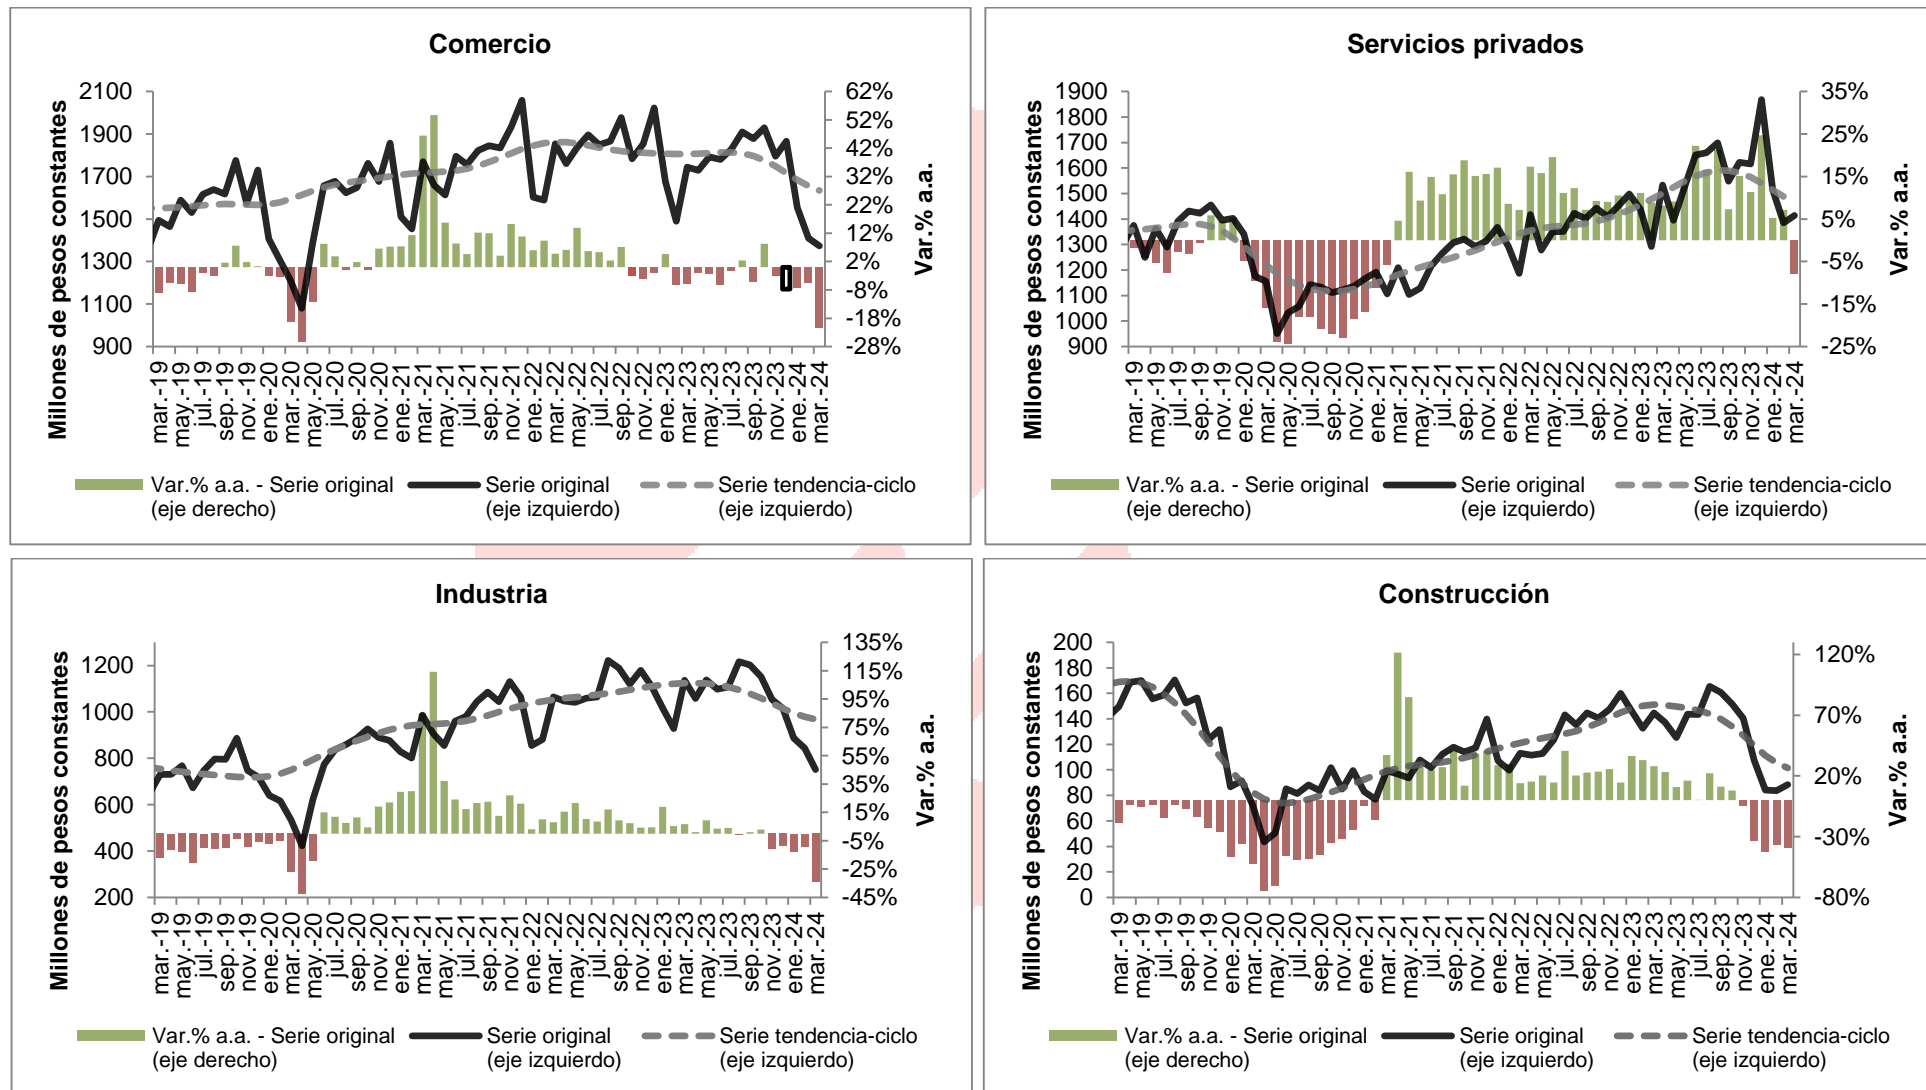 Comercio
Millones de pesos constantes
2100
1900
1700
1500
1300
1100
900
62%
52%
42%
32%
22%
12%
2%
-8%
-18%
-28%
Var.% a.a.
mar.-19
may.-19
jul.-19
sep.-19
nov.-19
ene.-20
mar.-20
may.-20
jul.-20
sep.-20
nov.-20
ene.-21
mar.-21
may.-21
jul.-21
sep.-21
nov.-21
ene.-22
mar.-22
may.-22
jul.-22
sep.-22
nov.-22
ene.-23
mar.-23
may.-23
jul.-23
sep.-23
nov.-23
ene.-24
mar.-24
Var.% a.a. - Serie original
(eje derecho)
Serie original
(eje izquierdo)
Serie tendencia-ciclo
(eje izquierdo)
Servicios privados
Millones de pesos constantes
1900
1800
1700
1600
1500
1400
1300
1200
1100
1000
900
35%
25%
15%
5%
-5%
-15%
-25%
Var.% a.a.
mar.-19
may.-19
jul.-19
sep.-19
nov.-19
ene.-20
mar.-20
may.-20
jul.-20
sep.-20
nov.-20
ene.-21
mar.-21
may.-21
jul.-21
sep.-21
nov.-21
ene.-22
mar.-22
may.-22
jul.-22
sep.-22
nov.-22
ene.-23
mar.-23
may.-23
jul.-23
sep.-23
nov.-23
ene.-24
mar.-24
Var.% a.a. - Serie original
(eje derecho)
Serie original
(eje izquierdo)
Serie tendencia-ciclo
(eje izquierdo)
Industria
Millones de pesos constantes
1200
1000
800
600
400
200
135%
115%
95%
75%
55%
35%
15%
-5%
-25%
-45%
Var.% a.a.
mar.-19
may.-19
jul.-19
sep.-19
nov.-19
ene.-20
mar.-20
may.-20
jul.-20
sep.-20
nov.-20
ene.-21
mar.-21
may.-21
jul.-21
sep.-21
nov.-21
ene.-22
mar.-22
may.-22
jul.-22
sep.-22
nov.-22
ene.-23
mar.-23
may.-23
jul.-23
sep.-23
nov.-23
ene.-24
mar.-24
Var.% a.a. - Serie original
(eje derecho)
Serie original
(eje izquierdo)
Serie tendencia-ciclo
(eje izquierdo)
Construcción
Millones de pesos constantes
200
180
160
140
120
100
80
60
40
20
0
120%
70%
20%
-30%
-80%
Var.% a.a.
mar.-19
may.-19
jul.-19
sep.-19
nov.-19
ene.-20
mar.-20
may.-20
jul.-20
sep.-20
nov.-20
ene.-21
mar.-21
may.-21
jul.-21
sep.-21
nov.-21
ene.-22
mar.-22
may.-22
jul.-22
sep.-22
nov.-22
ene.-23
mar.-23
may.-23
jul.-23
sep.-23
nov.-23
ene.-24
mar.-24
Var.% a.a. - Serie original
(eje derecho)
Serie original
(eje izquierdo)
Serie tendencia-ciclo
(eje izquierdo)